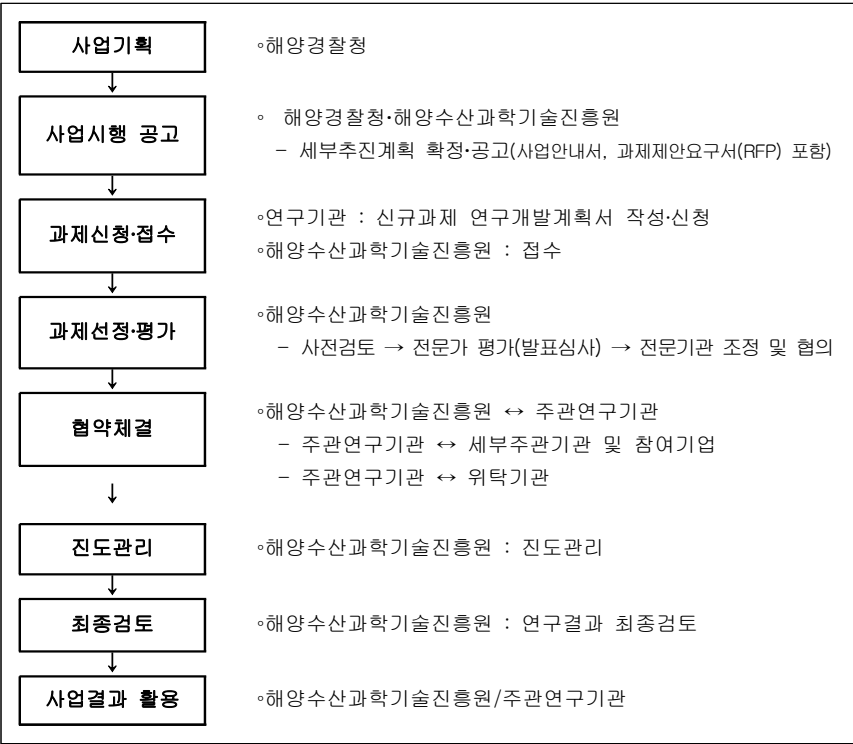 사업기획
◦해양경찰청
↓
사업시행 공고
◦ 해양경찰청·해양수산과학기술진흥원
- 세부추진계획 확정·공고(사업안내서, 과제제안요구서(RFP) 포함)
↓
과제신청·접수
◦연구기관 : 신규과제 연구개발계획서 작성·신청
◦해양수산과학기술진흥원 : 접수
↓
과제선정·평가
◦해양수산과학기술진흥원
- 사전검토 → 전문가 평가(발표심사) → 전문기관 조정 및 협의
↓
협약체결
◦해양수산과학기술진흥원 ↔ 주관연구기관
- 주관연구기관 ↔ 세부주관기관 및 참여기업
- 주관연구기관 ↔ 위탁기관
↓
진도관리
◦해양수산과학기술진흥원 : 진도관리
↓
최종검토
◦해양수산과학기술진흥원 : 연구결과 최종검토
↓
사업결과 활용
◦해양수산과학기술진흥원/주관연구기관